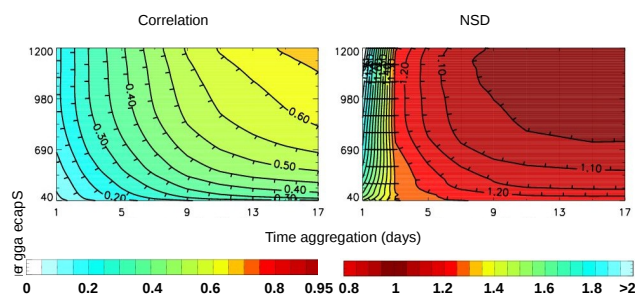 Correlation NSD
1200 1200
980 980
690 690
40 40
0.20 0.30 0.40 0.60 0.50 0.40 0.30
1.20 1.10 1.10 1.20
1 5 9 13 17 1 5 9 13 17
Time aggregation (days)
er gga ecapS
0 0.2 0.4 0.6 0.8 0.95 0.8 1 1.2 1.4 1.6 1.8 >2